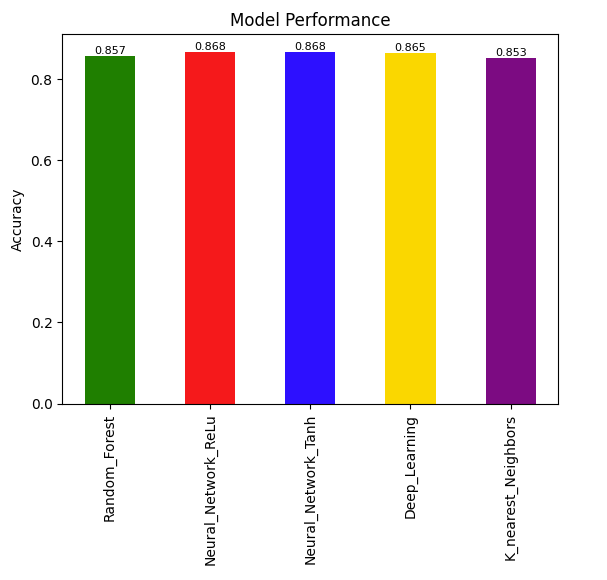 Model Performance
0.857
0.868
0.868
0.865
0.853
Accuracy
0.8
0.6
0.4
0.2
0.0
Random_Forest
Neural_Network_ReLu
Neural_Network_Tanh
Deep_Learning
K_nearest_Neighbors